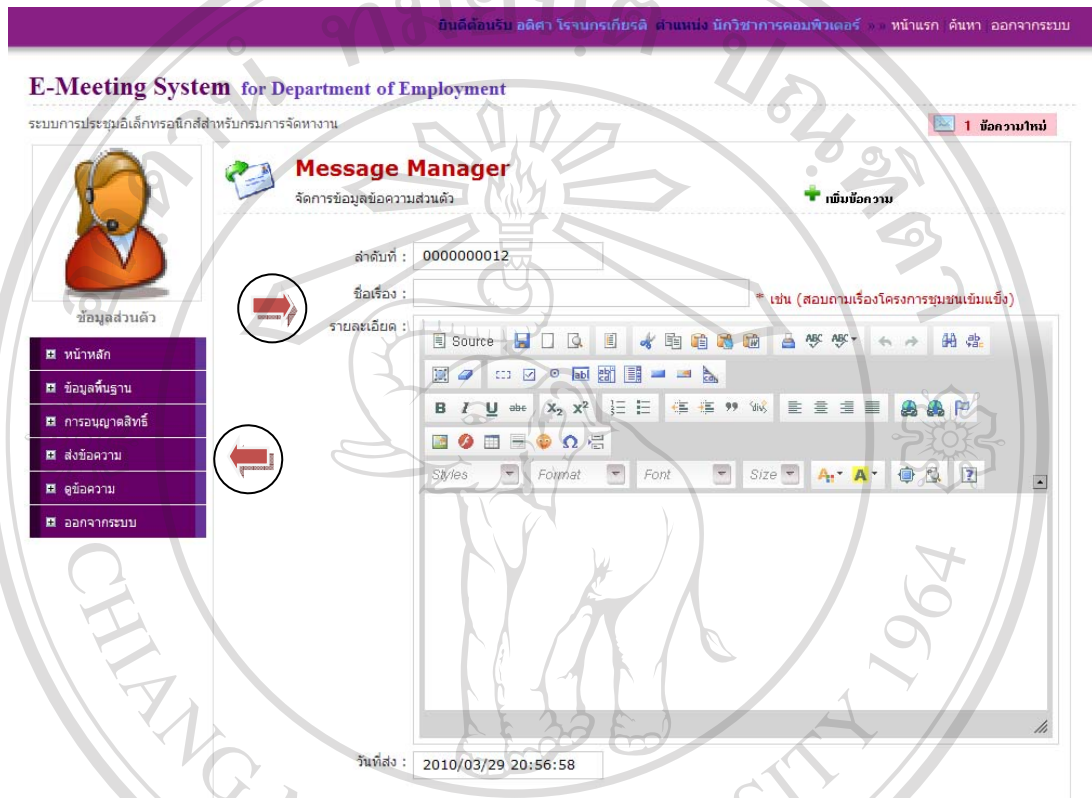 ยินดีต้อนรับ อดิศา โรจนกรเกียรติ ตำแหน่ง นักวิชาการคอมพิวเตอร์ »» หน้าแรก ค้นหา ออกจากระบบ
E-Meeting System for Department of Employment
ระบบการประชุมอิเล็กทรอนิกส์สำหรับกรมการจัดหางาน
1 ข้อความใหม่
Message Manager
จัดการข้อมูลข้อความส่วนตัว
เพิ่มข้อความ
ข้อมูลส่วนตัว
หน้าหลัก
ข้อมูลพื้นฐาน
การอนุญาตสิทธิ์
ส่งข้อความ
ดูข้อความ
ออกจากระบบ
ลำดับที่ : 0000000012
ชื่อเรื่อง : * เช่น (สอบถามเรื่องโครงการชุมชนเข้มแข็ง)
รายละเอียด :
Source
Styles Format Font Size
วันที่ส่ง : 2010/03/29 20:56:58